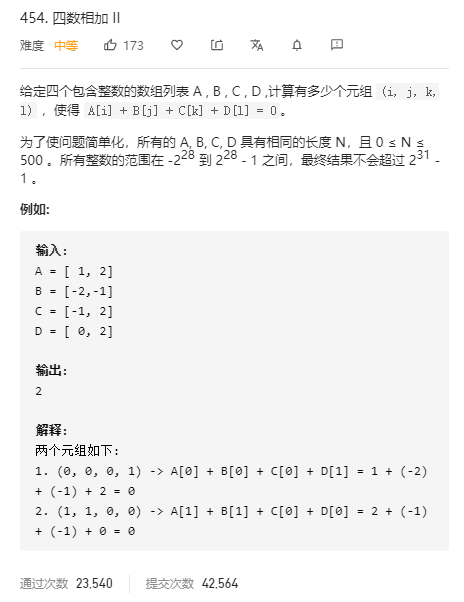 454. 四数相加 II
难度 中等 173
给定四个包含整数的数组列表 A , B , C , D ,计算有多少个元组 (i, j, k,
l) ，使得 A[i] + B[j] + C[k] + D[l] = 0 。
为了使问题简单化，所有的 A, B, C, D 具有相同的长度 N，且 0 ≤ N ≤
500 。所有整数的范围在 -2²⁸ 到 2²⁸ - 1 之间，最终结果不会超过 2³¹ -
1 。
例如:
输入:
A = [ 1, 2]
B = [-2,-1]
C = [-1, 2]
D = [ 0, 2]
输出:
2
解释:
两个元组如下:
1. (0, 0, 0, 1) -> A[0] + B[0] + C[0] + D[1] = 1 + (-2)
+ (-1) + 2 = 0
2. (1, 1, 0, 0) -> A[1] + B[1] + C[0] + D[0] = 2 + (-1)
+ (-1) + 0 = 0
通过次数 23,540 提交次数 42,564